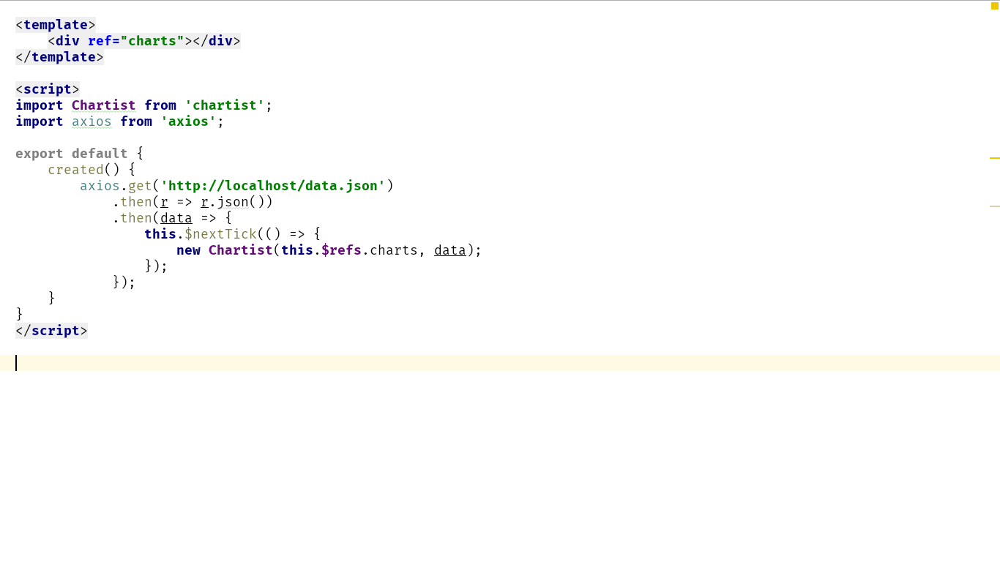 <template>
    <div ref="charts"></div>
</template>
<script>
import Chartist from 'chartist';
import axios from 'axios';
export default {
    created() {
        axios.get('http://localhost/data.json')
            .then(r => r.json())
            .then(data => {
                this.$nextTick(() => {
                    new Chartist(this.$refs.charts, data);
                });
            });
    }
}
</script>